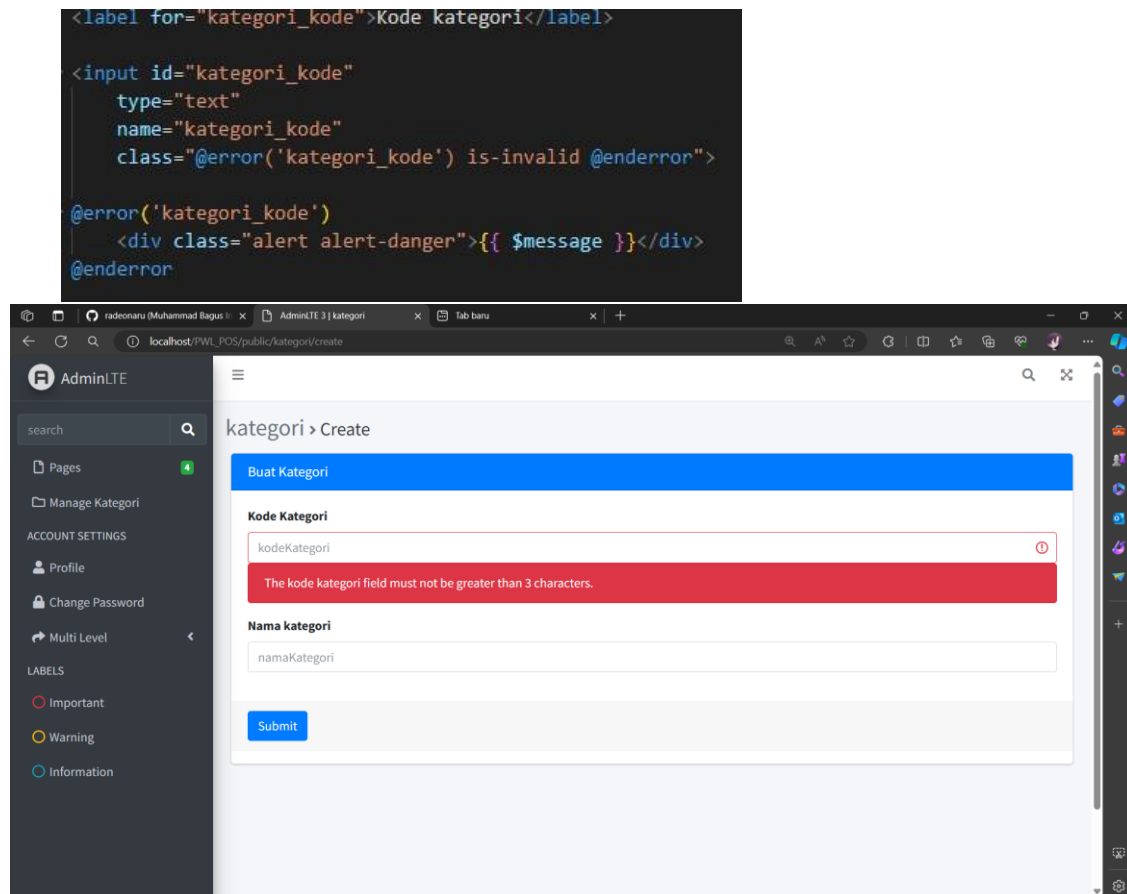 <label for="kategori_kode">Kode kategori</label>
<input id="kategori_kode"
type="text"
name="kategori_kode"
class="@error('kategori_kode') is-invalid @enderror">
@error('kategori_kode')
<div class="alert alert-danger">{{ $message }}</div>
@enderror
radeonaru (Muhammad Bagus In
AdminLTE 3 | kategori
Tab baru
localhost/PWL_POS/public/kategori/create
AdminLTE
search
kategori > Create
Pages 4
Buat Kategori
Manage Kategori
Kode Kategori
ACCOUNT SETTINGS
kodeKategori
Profile
The kode kategori field must not be greater than 3 characters.
Change Password
Nama kategori
Multi Level
namaKategori
LABELS
Important
Submit
Warning
Information